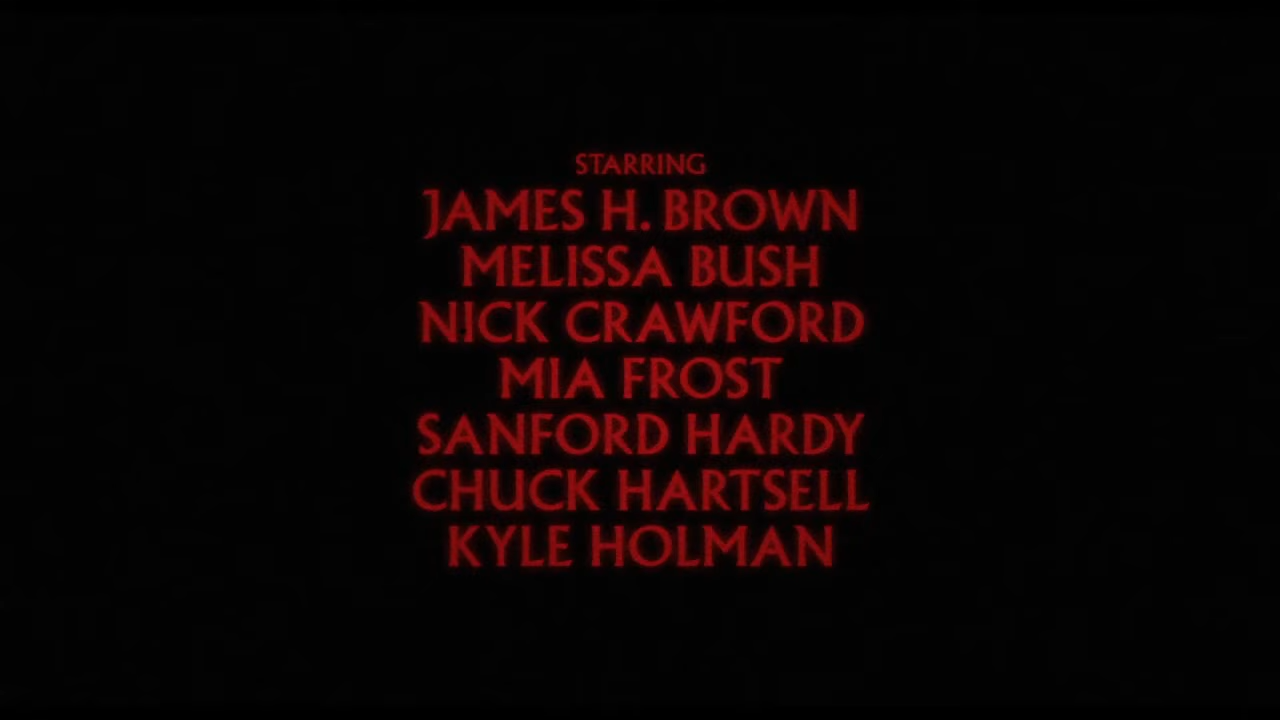 STARRING
JAMES H. BROWN
MELISSA BUSH
NICK CRAWFORD
MIA FROST
SANFORD HARDY
CHUCK HARTSELL
KYLE HOLMAN